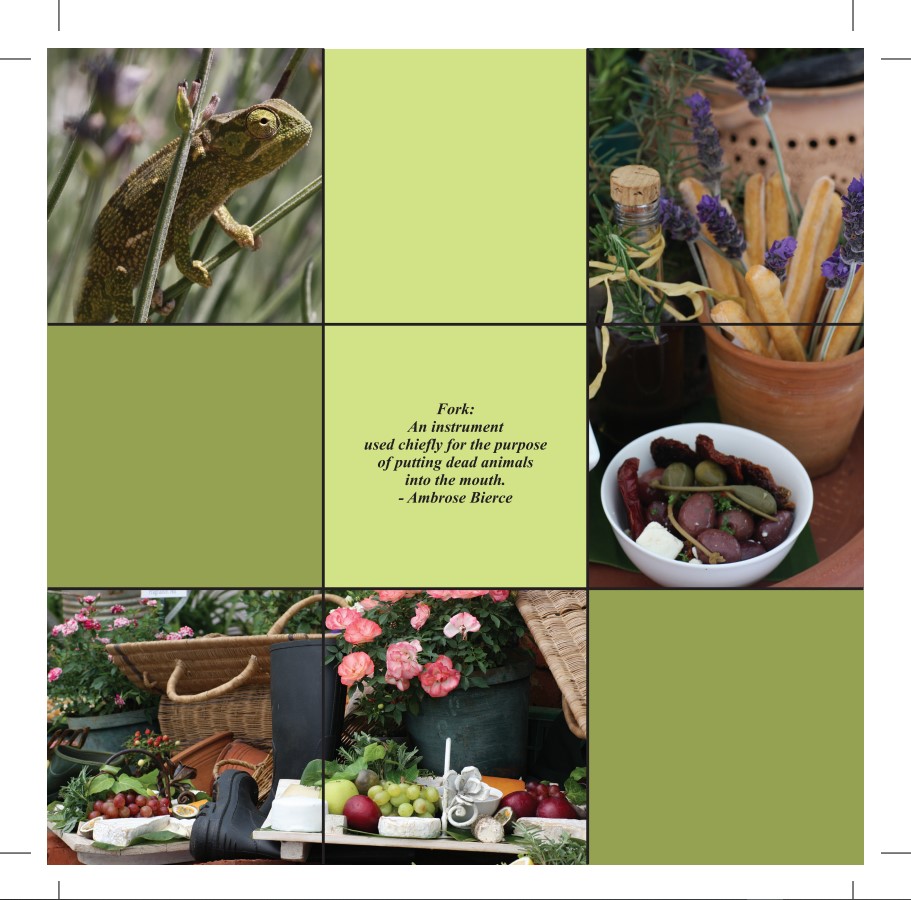 Fork:
An instrument
used chiefly for the purpose
of putting dead animals
into the mouth.
- Ambrose Bierce